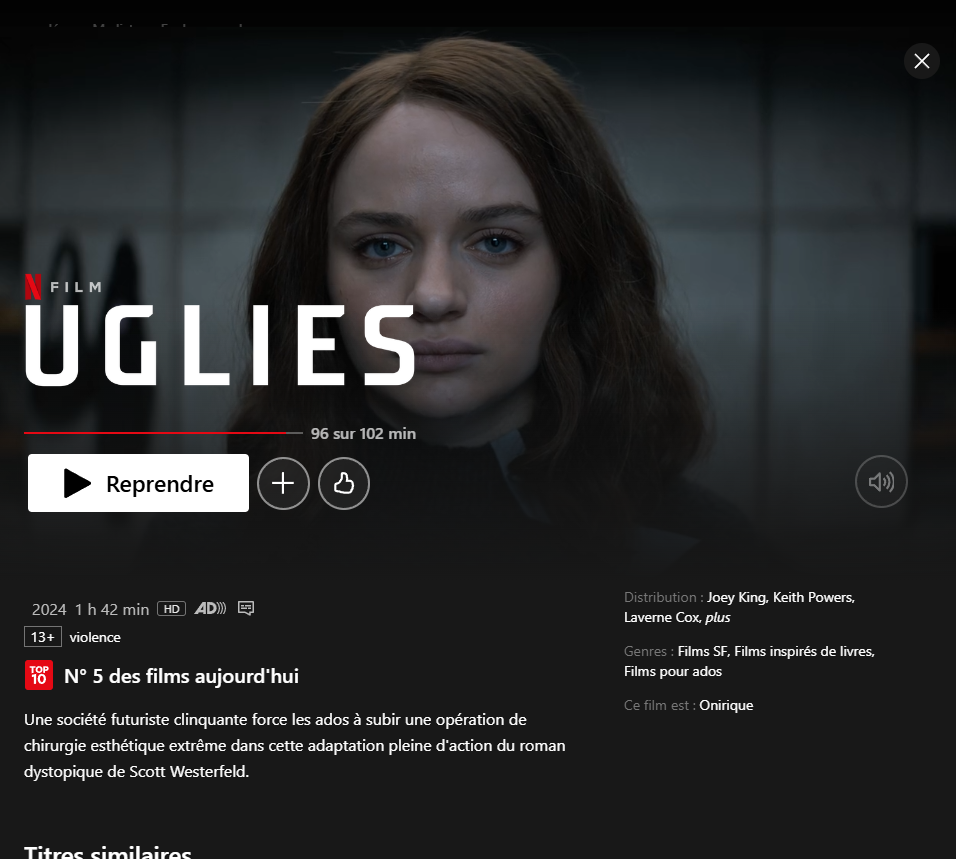 N FILM
UGLIES
96 sur 102 min
Reprendre
2024 1 h 42 min HD AD
13+ violence
TOP
10
N° 5 des films aujourd'hui
Une société futuriste clinquante force les ados à subir une opération de
chirurgie esthétique extrême dans cette adaptation pleine d'action du roman
dystopique de Scott Westerfeld.
Distribution : Joey King, Keith Powers,
Laverne Cox, plus
Genres : Films SF, Films inspirés de livres,
Films pour ados
Ce film est : Onirique
Titres similaires